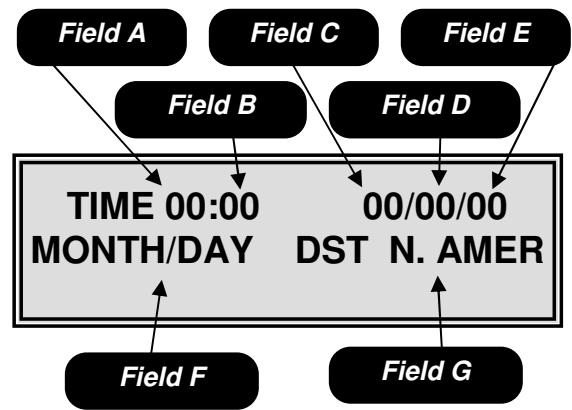 Field A
Field C
Field E
Field B
Field D
TIME 00:00 00/00/00
MONTH/DAY DST N. AMER
Field F
Field G